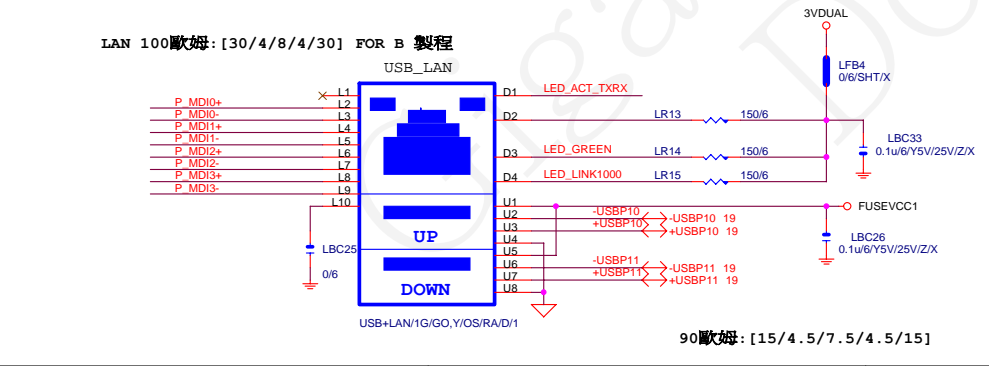 3VDUAL
LAN 100歐姆:[30/4/8/4/30] FOR B 製程
USB_LAN
LFB4
0/6/SHT/X
L1
D1 LED_ACT_TXRX
P_MDI0+ L2
P_MDI0- L3
D2 LR13 150/6
P_MDI1+ L4
P_MDI1- L5
LBC33
0.1u/6/Y5V/25V/Z/X
P_MDI2+ L6
D3 LED_GREEN LR14 150/6
P_MDI2- L7
P_MDI3+ L8
D4 LED_LINK1000 LR15 150/6
P_MDI3- L9
L10
U1 FUSEVCC1
U2 -USBP10 -USBP10 19
U3 +USBP10 +USBP10 19
UP
U4
U5
LBC26
0.1u/6/Y5V/25V/Z/X
LBC25
0/6
U6 -USBP11 -USBP11 19
U7 +USBP11 +USBP11 19
U8
DOWN
USB+LAN/1G/GO,Y/OS/RA/D/1
90歐姆:[15/4.5/7.5/4.5/15]